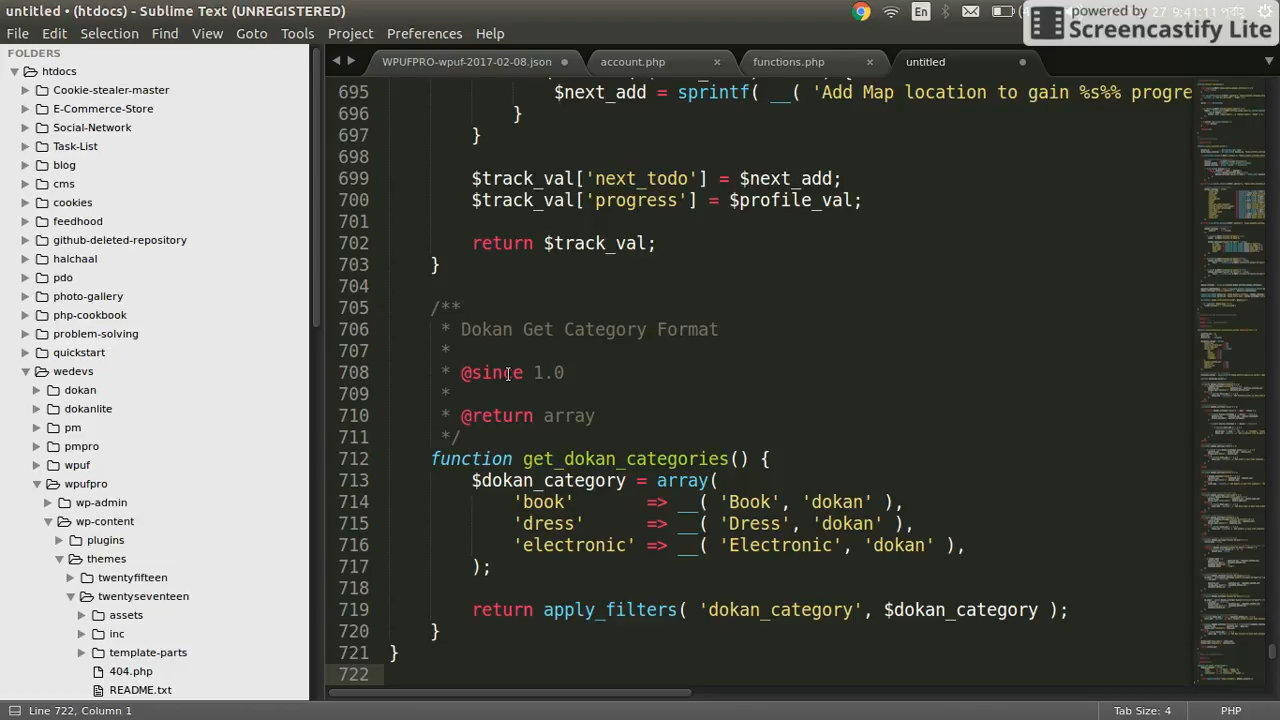 untitled • (htdocs) - Sublime Text (UNREGISTERED)
En
27 9:41:11
powered by
Screencastify Lite
File Edit Selection Find View Goto Tools Project Preferences Help
FOLDERS
htdocs
Cookie-stealer-master
E-Commerce-Store
Social-Network
Task-List
blog
cms
cookies
feedhood
github-deleted-repository
halchaal
pdo
photo-gallery
php-cookbook
problem-solving
quickstart
wedevs
dokan
dokanlite
pm
pmpro
wpuf
wpufpro
wp-admin
wp-content
plugins
themes
twentyfifteen
twentyseventeen
assets
inc
template-parts
404.php
README.txt
WPUFPRO-wpuf-2017-02-08.json account.php functions.php untitled
695 $next_add = sprintf( __( 'Add Map location to gain %s%% progre
696 }
697 }
698
699 $track_val['next_todo'] = $next_add;
700 $track_val['progress'] = $profile_val;
701
702 return $track_val;
703 }
704
705 /**
706 * Dokan Get Category Format
707 *
708 * @since 1.0
709 *
710 * @return array
711 */
712 function get_dokan_categories() {
713 $dokan_category = array(
714 'book' => __( 'Book', 'dokan' ),
715 'dress' => __( 'Dress', 'dokan' ),
716 'electronic' => __( 'Electronic', 'dokan' ),
717 );
718
719 return apply_filters( 'dokan_category', $dokan_category );
720 }
721 }
722
Line 722, Column 1 Tab Size: 4 PHP